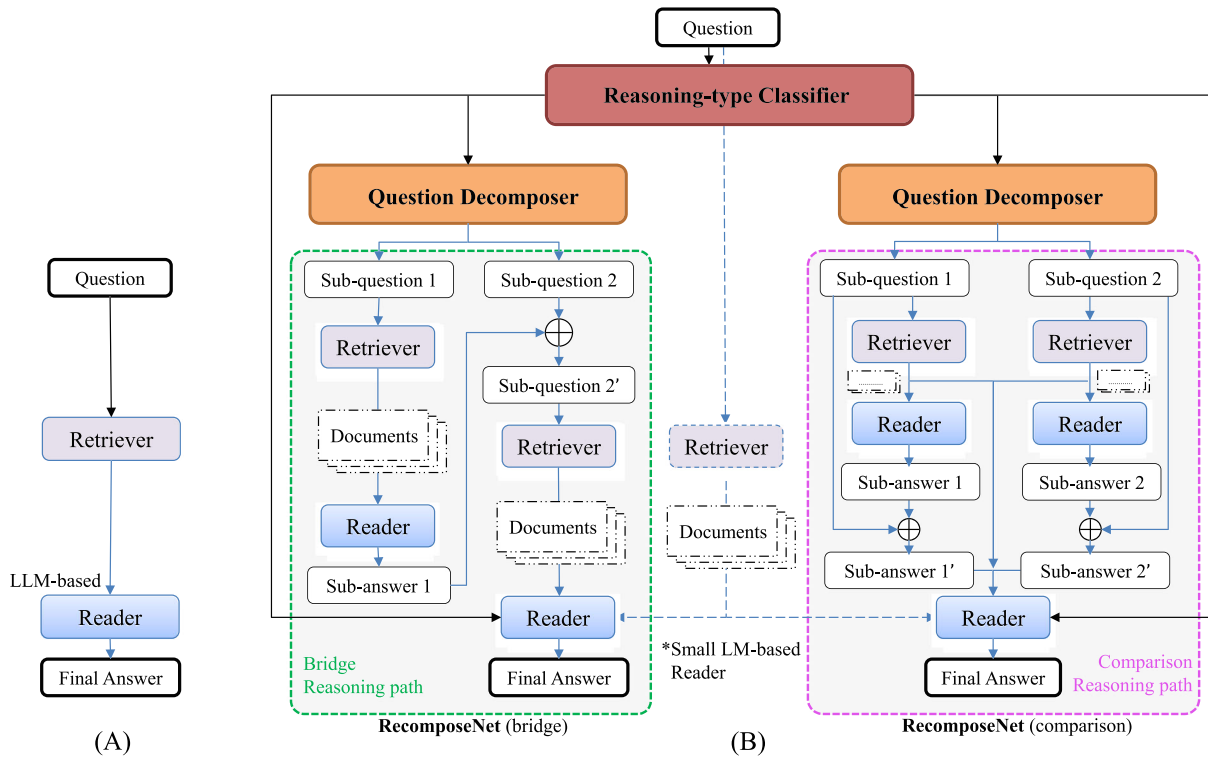 Question
Retriever
LLM-based
Reader
Final Answer
(A)
Question
Reasoning-type Classifier
Question Decomposer
Sub-question 1
Sub-question 2
Retriever
Sub-question 2′
Documents
Retriever
Reader
Documents
Sub-answer 1
Reader
Bridge
Reasoning path
Final Answer
RecomposeNet (bridge)
Retriever
Documents
*Small LM-based
Reader
(B)
Question Decomposer
Sub-question 1
Sub-question 2
Retriever
Retriever
Reader
Reader
Sub-answer 1
Sub-answer 2
Sub-answer 1′
Sub-answer 2′
Reader
Comparison
Reasoning path
Final Answer
RecomposeNet (comparison)